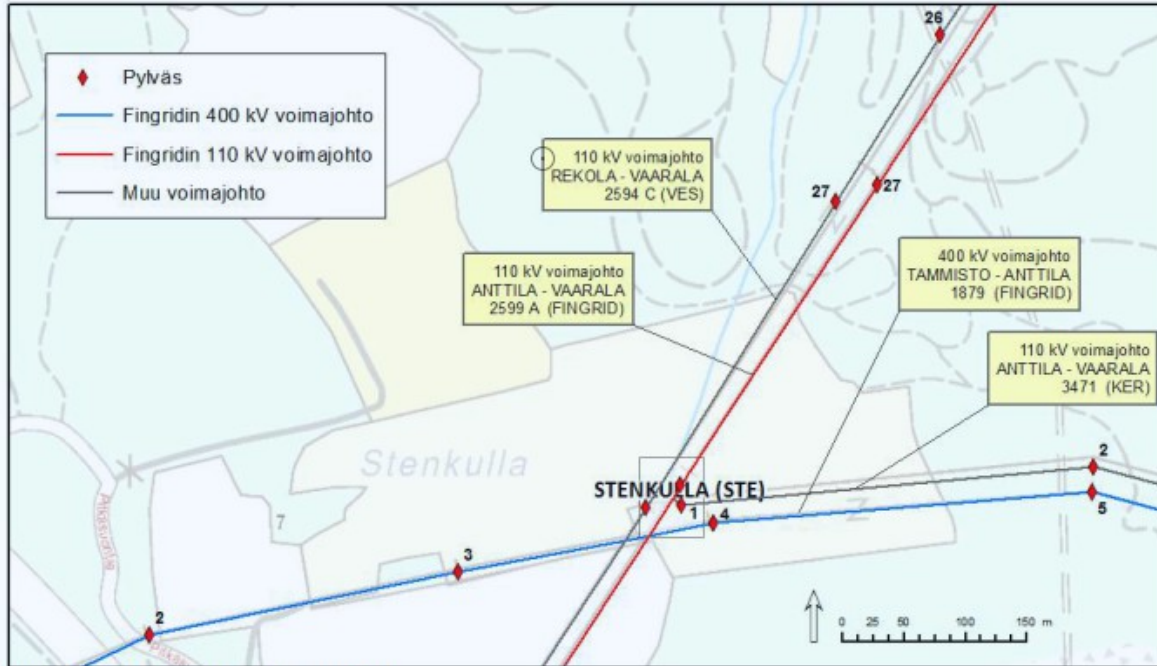 Pylväs
Fingridin 400 kV voimajohto
Fingridin 110 kV voimajohto
Muu voimajohto
26
110 kV voimajohto
REKOLA - VAARALA
2594 C (VES)
27
27
110 kV voimajohto
ANTTILA - VAARALA
2599 A (FINGRID)
400 kV voimajohto
TAMMISTO - ANTTILA
1879 (FINGRID)
110 kV voimajohto
ANTTILA - VAARALA
3471 (KER)
Stenkulla
STENKULLA (STE)
2
1
4
5
7
3
2
0 25 50 100 150 m